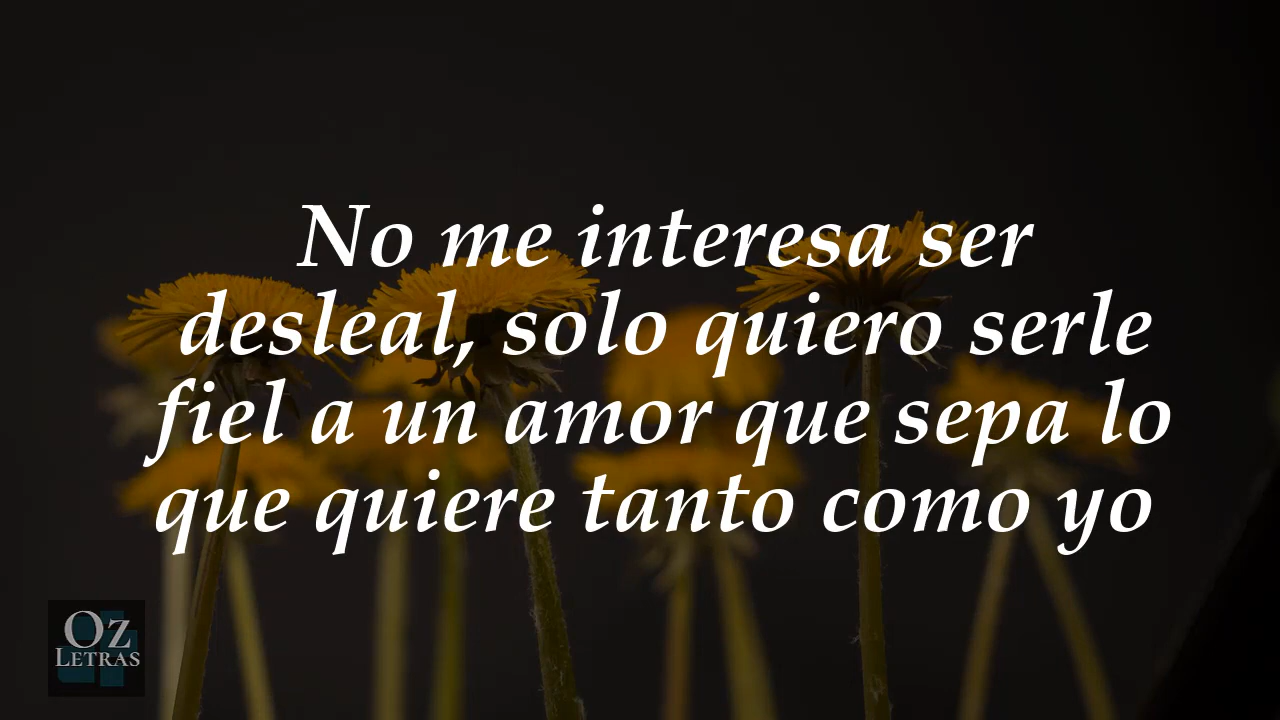 No me interesa ser
desleal, solo quiero serle
fiel a un amor que sepa lo
que quiere tanto como yo
Oz
LETRAS